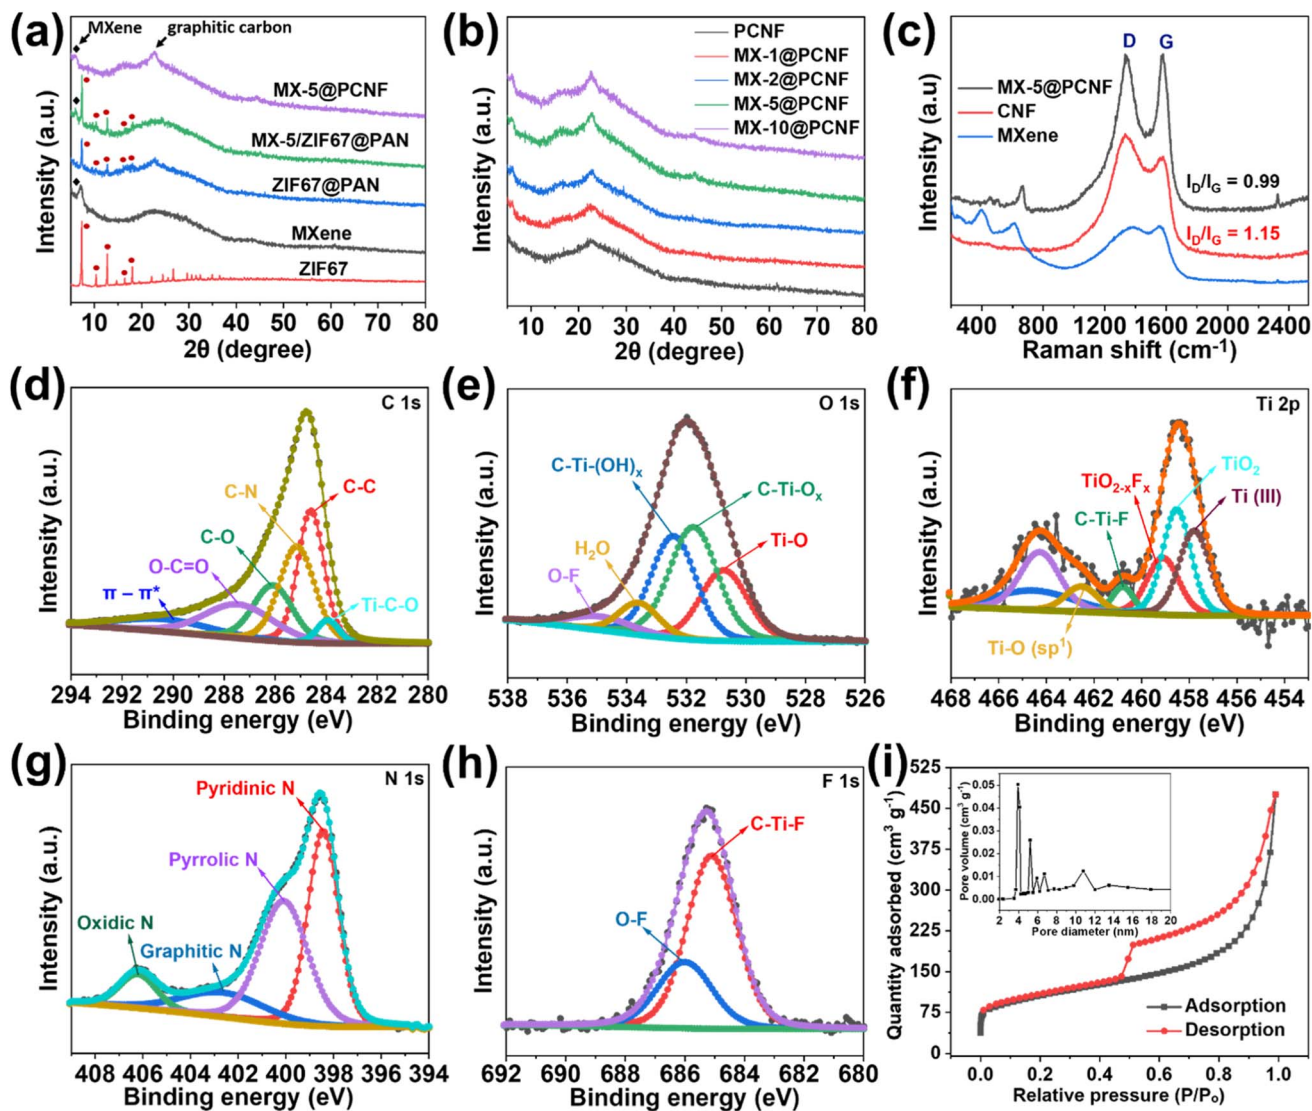 (a)
MXene
graphitic carbon
MX-5@PCNF
MX-5/ZIF67@PAN
ZIF67@PAN
MXene
ZIF67
Intensity (a.u.)
10 20 30 40 50 60 70 80
2θ (degree)
(b)
PCNF
MX-1@PCNF
MX-2@PCNF
MX-5@PCNF
MX-10@PCNF
Intensity (a.u.)
10 20 30 40 50 60 70 80
2θ (degree)
(c)
D G
MX-5@PCNF
CNF
MXene
I_D/I_G = 0.99
I_D/I_G = 1.15
Intensity (a.u.)
400 800 1200 1600 2000 2400
Raman shift (cm⁻¹)
(d)
C 1s
C-C
C-N
C-O
O-C=O
π – π*
Ti-C-O
Intensity (a.u.)
294 292 290 288 286 284 282 280
Binding energy (eV)
(e)
O 1s
C-Ti-(OH)ₓ
C-Ti-Oₓ
H₂O
Ti-O
O-F
Intensity (a.u.)
538 536 534 532 530 528 526
Binding energy (eV)
(f)
Ti 2p
TiO₂
TiO₂₋ₓFₓ
Ti (III)
C-Ti-F
Ti-O (sp¹)
Intensity (a.u.)
468 466 464 462 460 458 456 454
Binding energy (eV)
(g)
N 1s
Pyridinic N
Pyrrolic N
Oxidic N
Graphitic N
Intensity (a.u.)
408 406 404 402 400 398 396 394
Binding energy (eV)
(h)
F 1s
C-Ti-F
O-F
Intensity (a.u.)
692 690 688 686 684 682 680
Binding energy (eV)
(i)
Quantity adsorbed (cm³ g⁻¹)
525
450
375
300
225
150
75
0
Pore volume (cm³ g⁻¹)
0.05
0.04
0.03
0.02
0.01
0.00
2 4 6 8 10 12 14 16 18 20
Pore diameter (nm)
Adsorption
Desorption
0.0 0.2 0.4 0.6 0.8 1.0
Relative pressure (P/P₀)